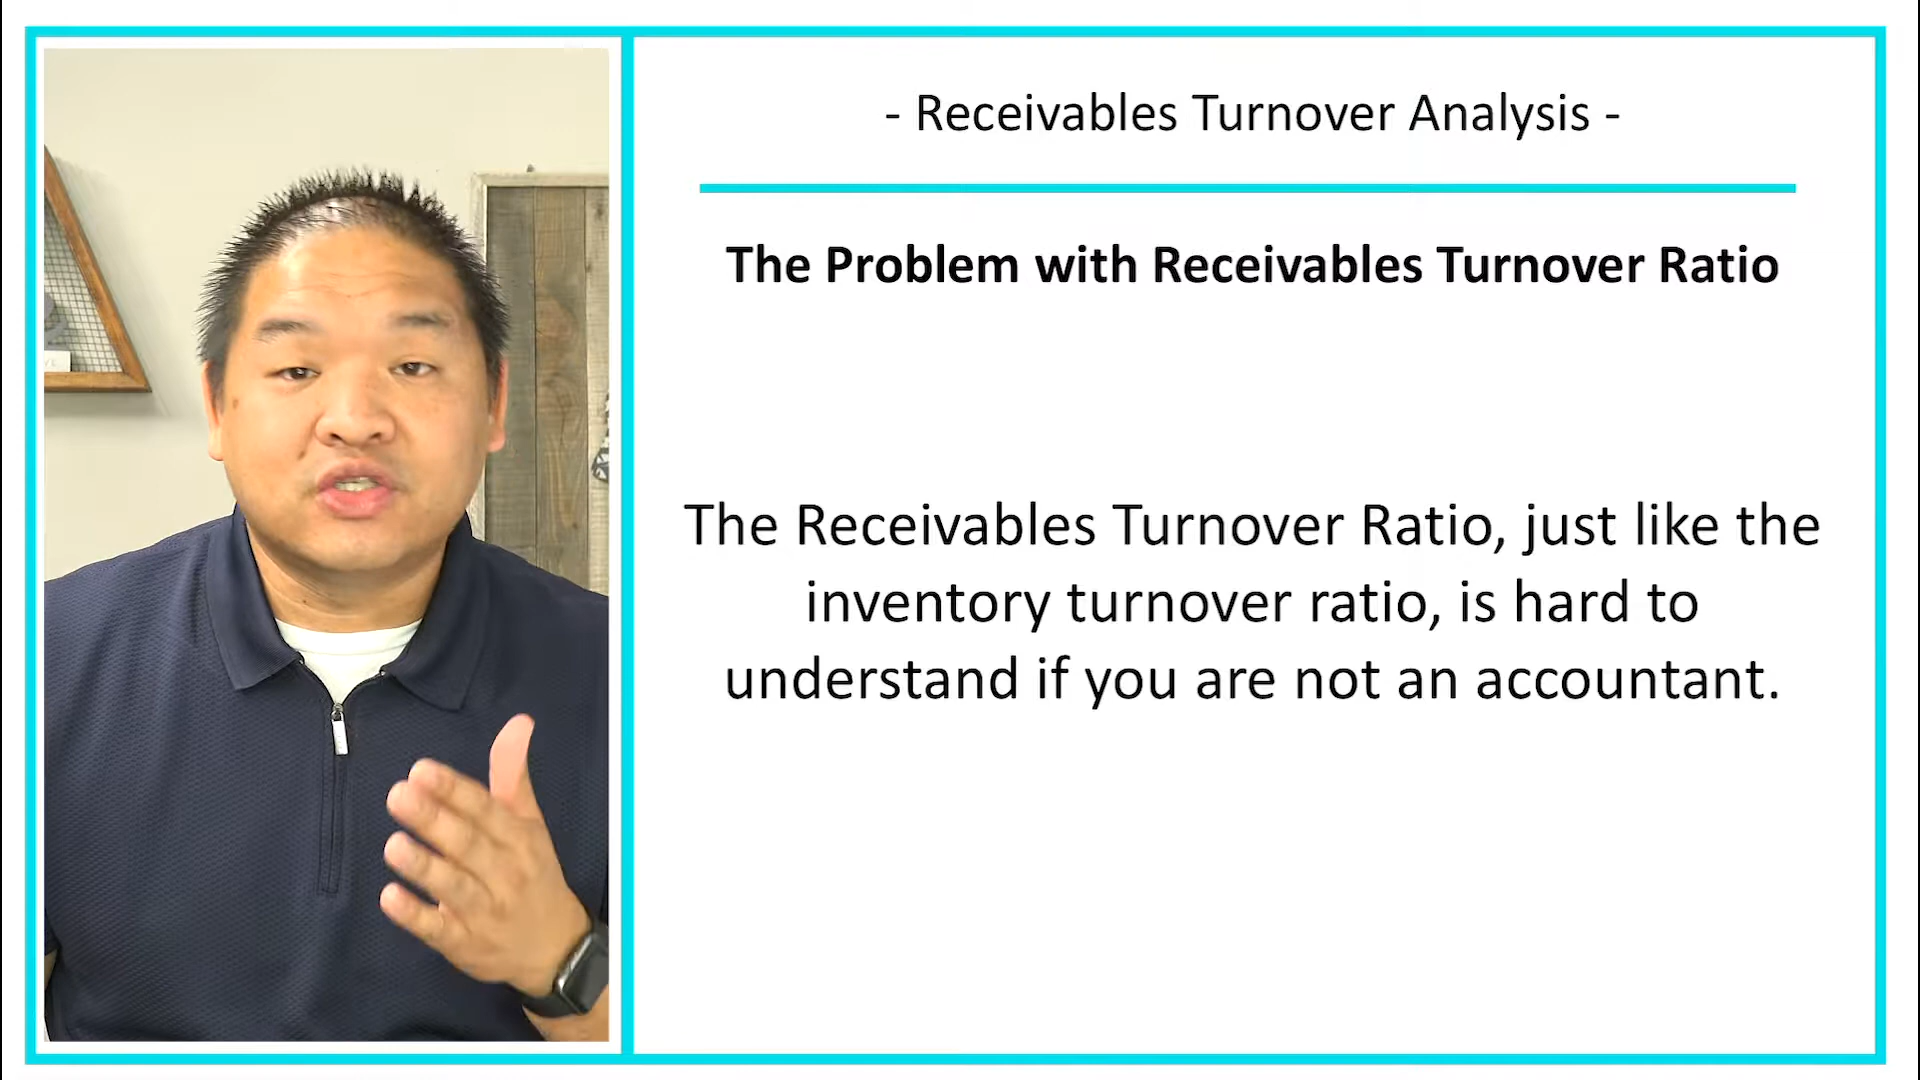 - Receivables Turnover Analysis -
The Problem with Receivables Turnover Ratio
The Receivables Turnover Ratio, just like the
inventory turnover ratio, is hard to
understand if you are not an accountant.